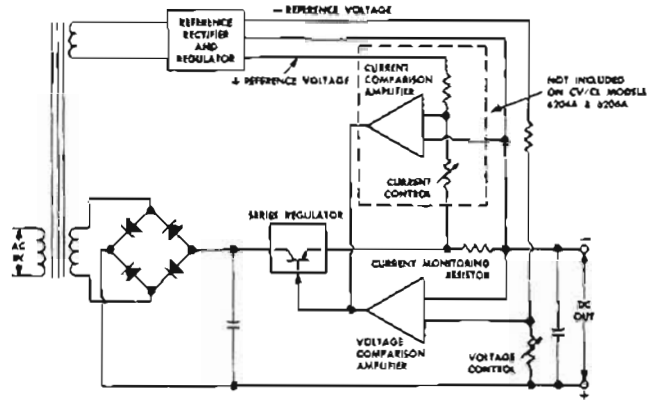 — REFERENCE VOLTAGE
REFERENCE
RECTIFIER
AND
REGULATOR
+ REFERENCE VOLTAGE
CURRENT
COMPARISON
AMPLIFIER
NOT INCLUDED
ON CV/CL MODELS
6204A & 6206A
CURRENT
CONTROL
SERIES REGULATOR
AC
IN
CURRENT MONITORING
RESISTOR
—
DC
OUT
VOLTAGE
COMPARISON
AMPLIFIER
VOLTAGE
CONTROL
+